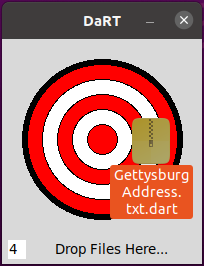 DaRT
Gettysburg
Address.
txt.dart
4
Drop Files Here...